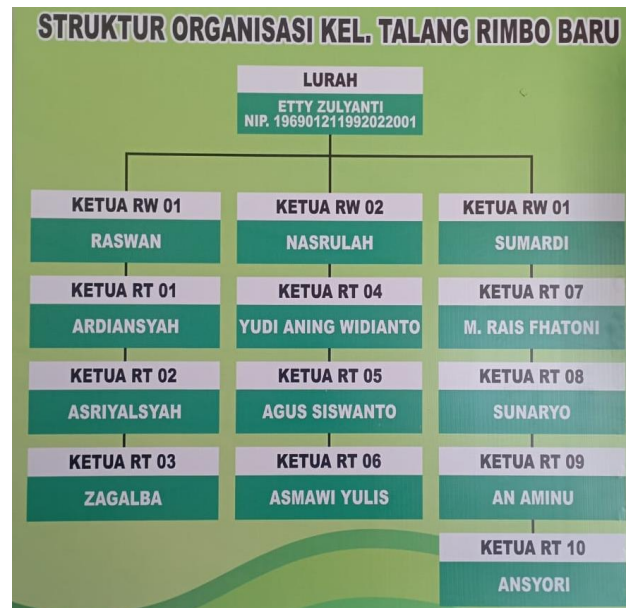 STRUKTUR ORGANISASI KEL. TALANG RIMBO BARU
LURAH
ETTY ZULYANTI
NIP. 196901211992022001
KETUA RW 01
RASWAN
KETUA RT 01
ARDIANSYAH
KETUA RT 02
ASRIYALSYAH
KETUA RT 03
ZAGALBA
KETUA RW 02
NASRULAH
KETUA RT 04
YUDI ANING WIDIANTO
KETUA RT 05
AGUS SISWANTO
KETUA RT 06
ASMAWI YULIS
KETUA RW 01
SUMARDI
KETUA RT 07
M. RAIS FHATONI
KETUA RT 08
SUNARYO
KETUA RT 09
AN AMINU
KETUA RT 10
ANSYORI